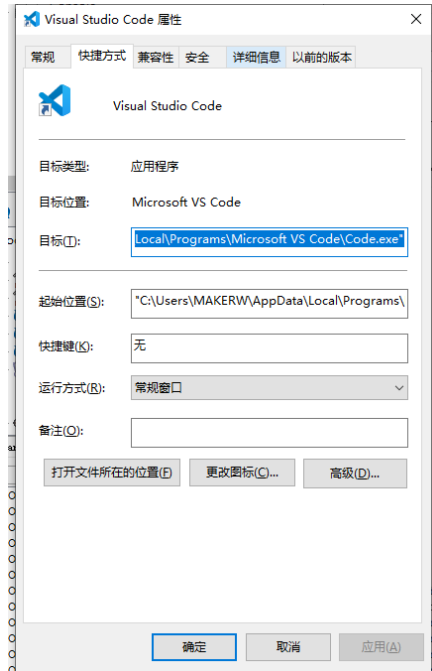 Visual Studio Code 属性
常规 快捷方式 兼容性 安全 详细信息 以前的版本
Visual Studio Code
目标类型: 应用程序
目标位置: Microsoft VS Code
目标(T): Local\Programs\Microsoft VS Code\Code.exe"
起始位置(S): "C:\Users\MAKERW\AppData\Local\Programs\
快捷键(K): 无
运行方式(R): 常规窗口
备注(O):
打开文件所在的位置(F) 更改图标(C)... 高级(D)...
确定 取消 应用(A)